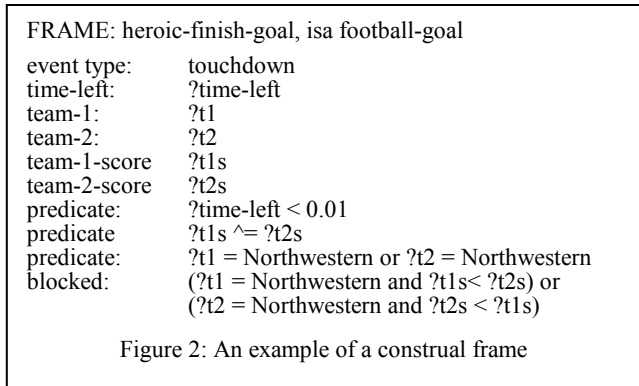 FRAME: heroic-finish-goal, isa football-goal
event type: touchdown
time-left: ?time-left
team-1: ?t1
team-2: ?t2
team-1-score ?t1s
team-2-score ?t2s
predicate: ?time-left < 0.01
predicate ?t1s ^= ?t2s
predicate: ?t1 = Northwestern or ?t2 = Northwestern
blocked: (?t1 = Northwestern and ?t1s< ?t2s) or
(?t2 = Northwestern and ?t2s < ?t1s)
Figure 2: An example of a construal frame